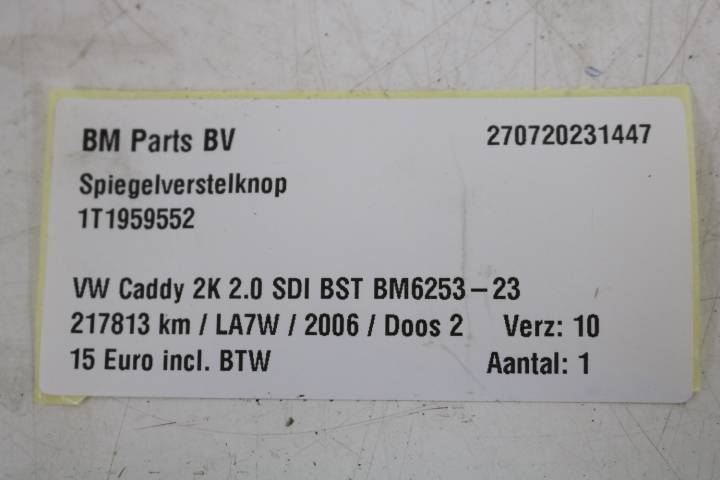 BM Parts BV 270720231447
Spiegelverstelknop
1T1959552
VW Caddy 2K 2.0 SDI BST BM6253-23
217813 km / LA7W / 2006 / Doos 2 Verz: 10
15 Euro incl. BTW Aantal: 1